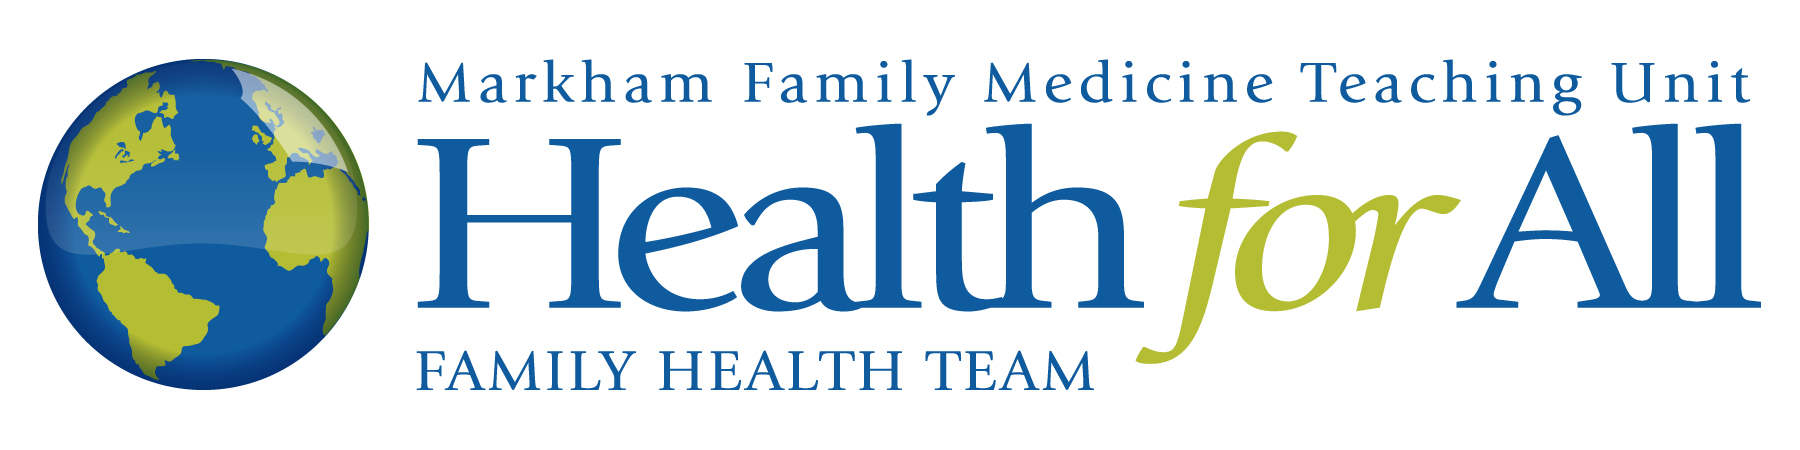 Markham Family Medicine Teaching Unit
Health for All
FAMILY HEALTH TEAM